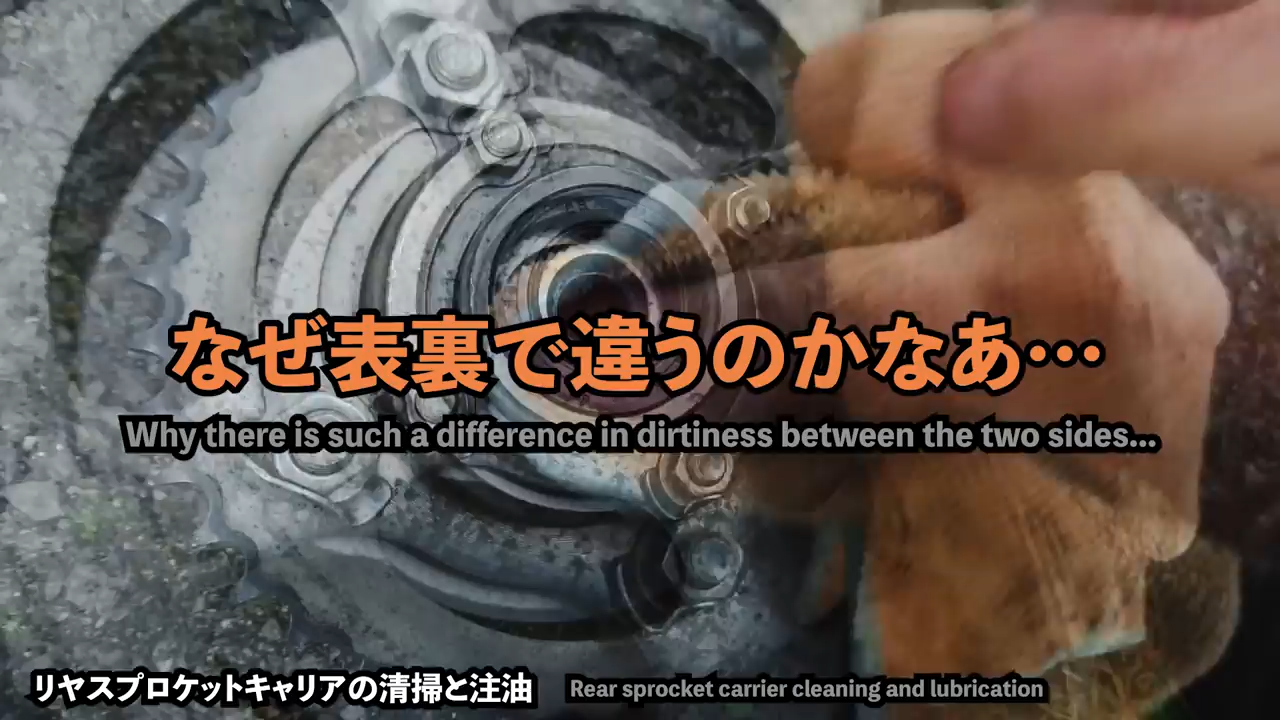 なぜ表裏で違うのかなあ…
Why there is such a difference in dirtiness between the two sides...
リヤスプロケットキャリアの清掃と注油
Rear sprocket carrier cleaning and lubrication